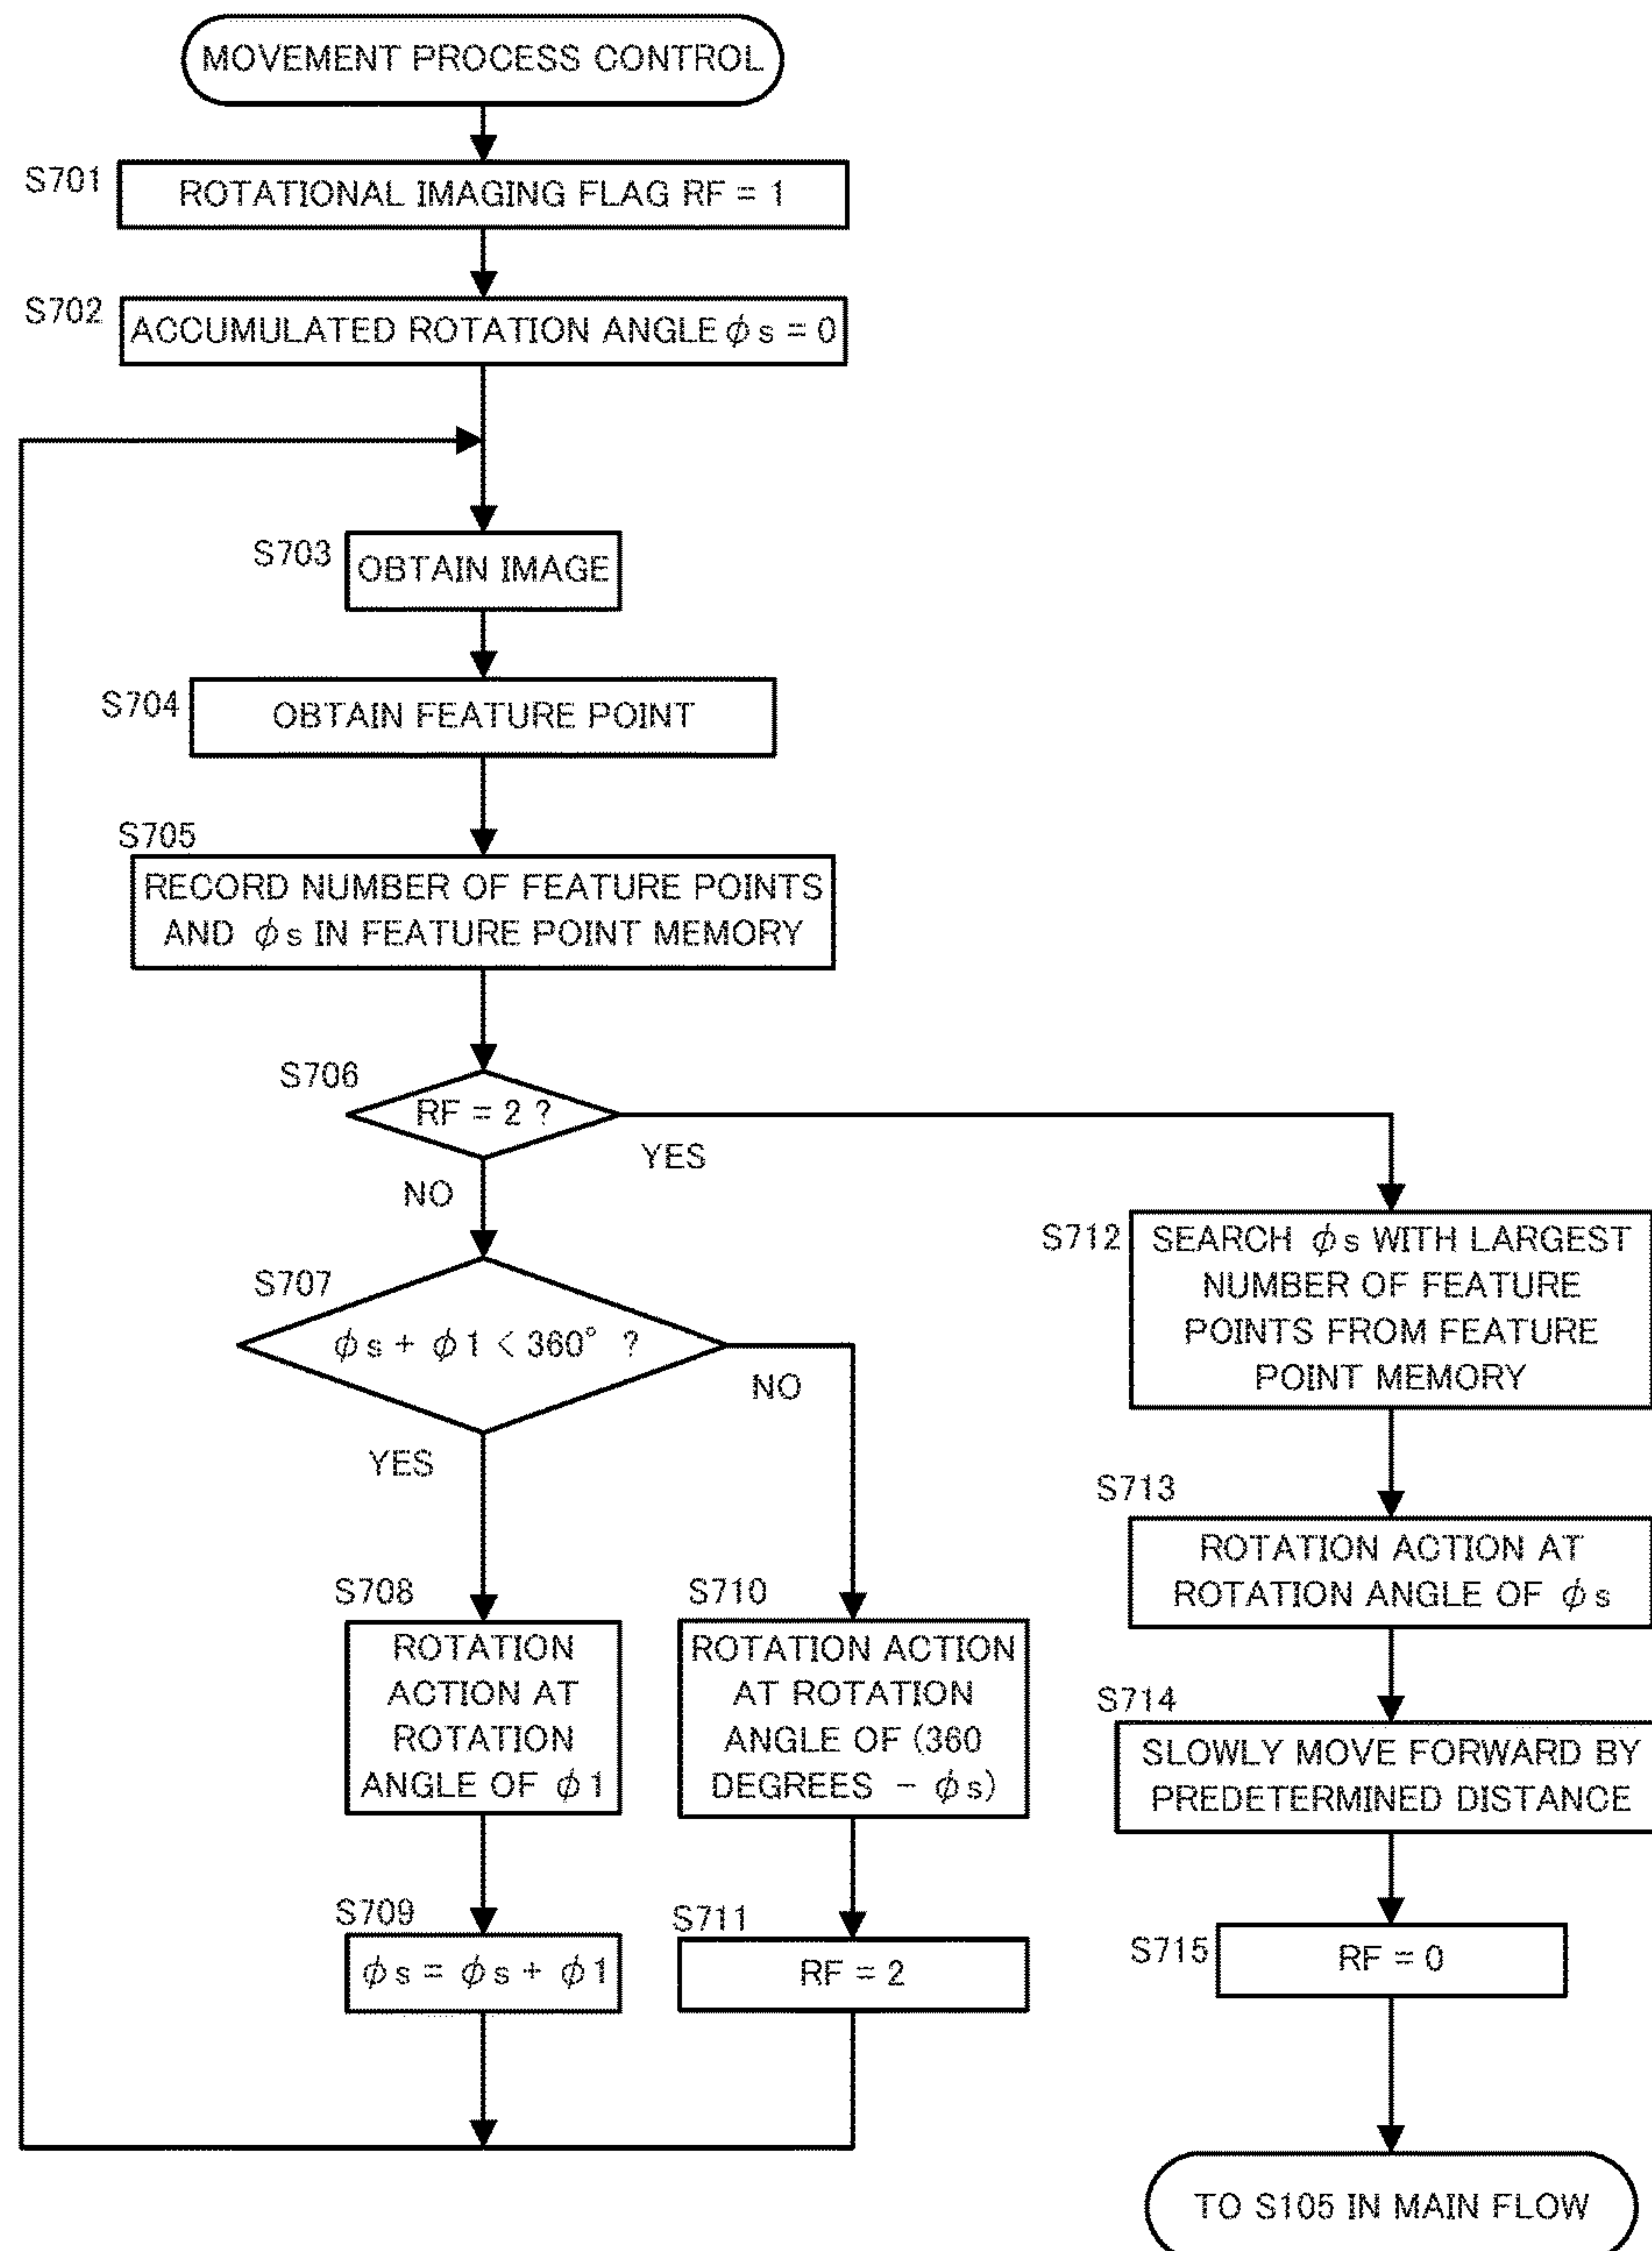 MOVEMENT PROCESS CONTROL
S701
ROTATIONAL IMAGING FLAG RF = 1
S702
ACCUMULATED ROTATION ANGLE ϕs = 0
S703
OBTAIN IMAGE
S704
OBTAIN FEATURE POINT
S705
RECORD NUMBER OF FEATURE POINTS
AND ϕs IN FEATURE POINT MEMORY
S706
RF = 2 ?
YES
NO
S707
ϕs + ϕ1 < 360° ?
NO
YES
S708
ROTATION
ACTION AT
ROTATION
ANGLE OF ϕ1
S709
ϕs = ϕs + ϕ1
S710
ROTATION ACTION
AT ROTATION
ANGLE OF (360
DEGREES - ϕs)
S711
RF = 2
S712
SEARCH ϕs WITH LARGEST
NUMBER OF FEATURE
POINTS FROM FEATURE
POINT MEMORY
S713
ROTATION ACTION AT
ROTATION ANGLE OF ϕs
S714
SLOWLY MOVE FORWARD BY
PREDETERMINED DISTANCE
S715
RF = 0
TO S105 IN MAIN FLOW